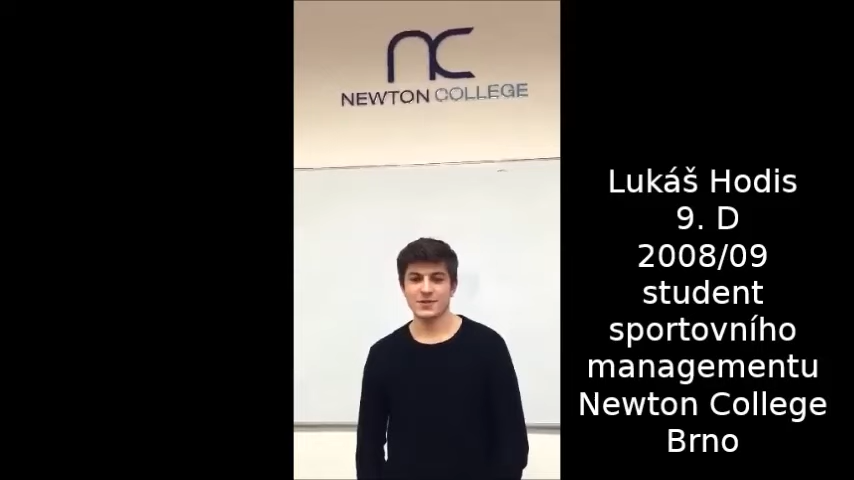 nc
NEWTON COLLEGE
Lukáš Hodis
9. D
2008/09
student
sportovního
managementu
Newton College
Brno